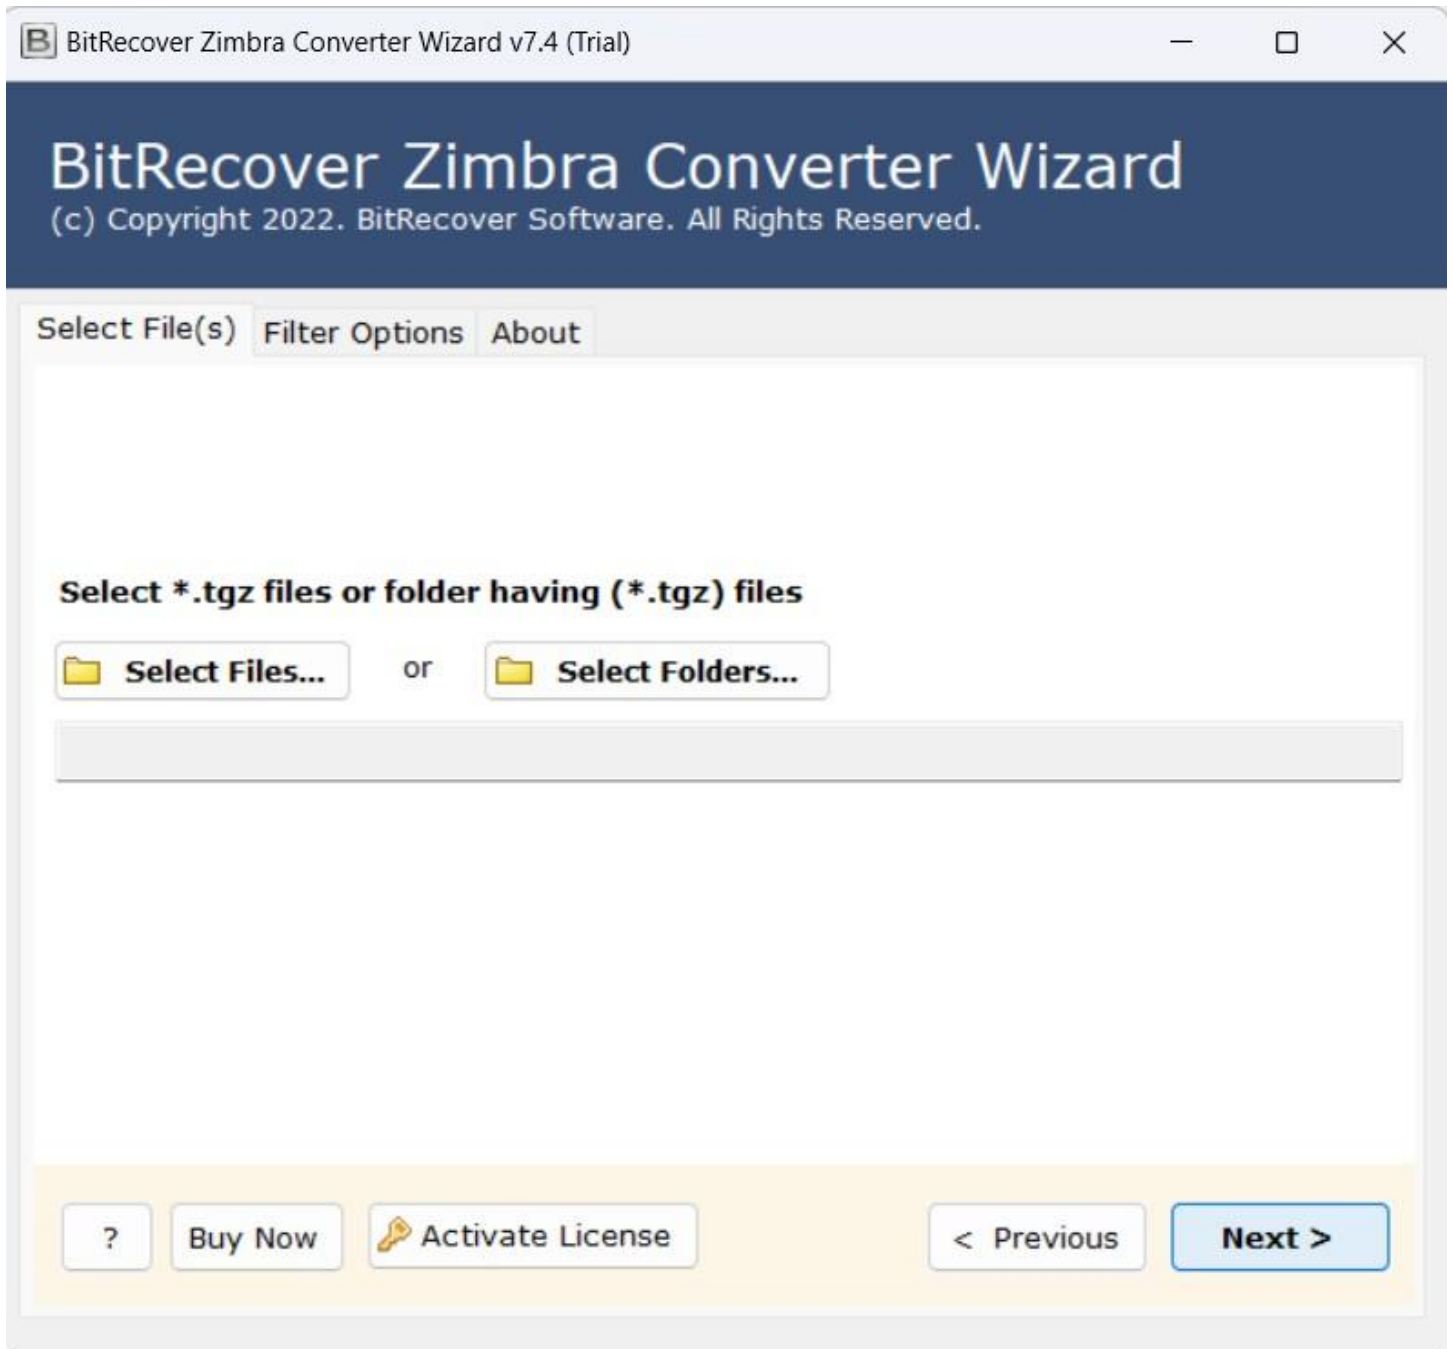 BitRecover Zimbra Converter Wizard v7.4 (Trial)
BitRecover Zimbra Converter Wizard
(c) Copyright 2022. BitRecover Software. All Rights Reserved.
Select File(s) Filter Options About
Select *.tgz files or folder having (*.tgz) files
Select Files... or Select Folders...
? Buy Now Activate License < Previous Next >